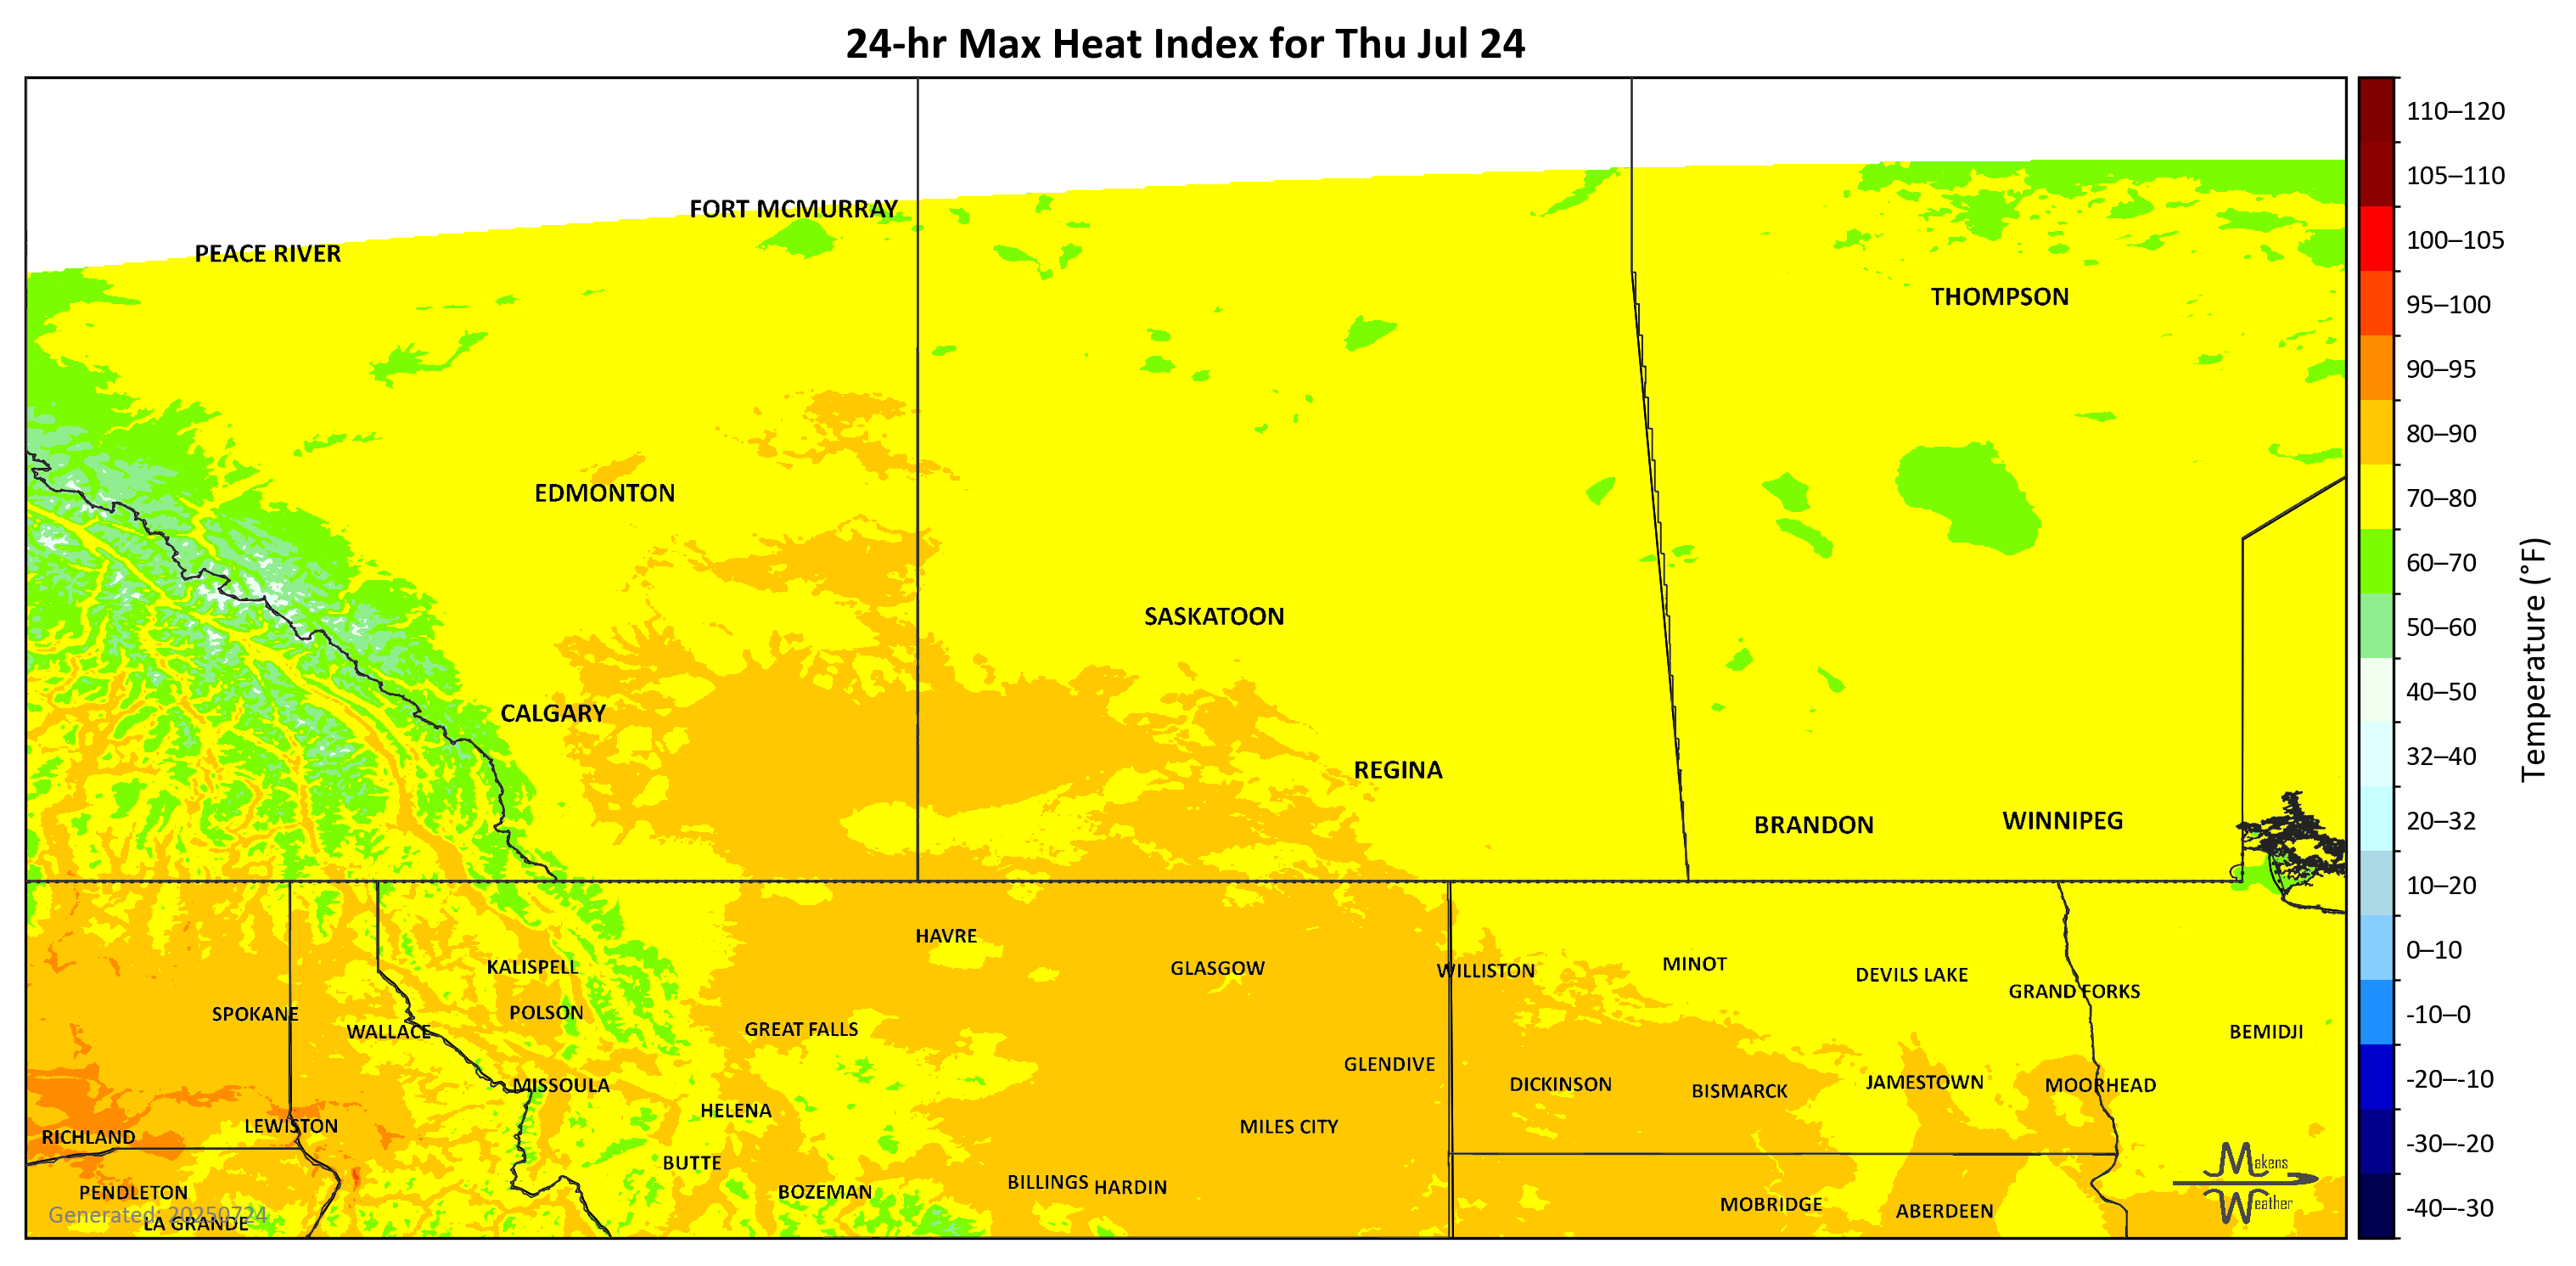 24-hr Max Heat Index for Thu Jul 24
110–120
105–110
FORT MCMURRAY
100–105
PEACE RIVER
THOMPSON
95–100
90–95
80–90
EDMONTON
70–80
60–70
SASKATOON
50–60
Temperature (°F)
40–50
CALGARY
32–40
REGINA
BRANDON
WINNIPEG
20–32
10–20
HAVRE
0–10
KALISPELL
GLASGOW
WILLISTON
MINOT
DEVILS LAKE
GRAND FORKS
SPOKANE
POLSON
-10–0
WALLACE
GREAT FALLS
BEMIDJI
GLENDIVE
-20–-10
MISSOULA
DICKINSON
BISMARCK
JAMESTOWN
MOORHEAD
HELENA
RICHLAND
LEWISTON
MILES CITY
-30–-20
BUTTE
Makens
Weather
PENDLETON
BOZEMAN
BILLINGS
HARDIN
MOBRIDGE
ABERDEEN
-40–-30
Generated: 20250724
LA GRANDE